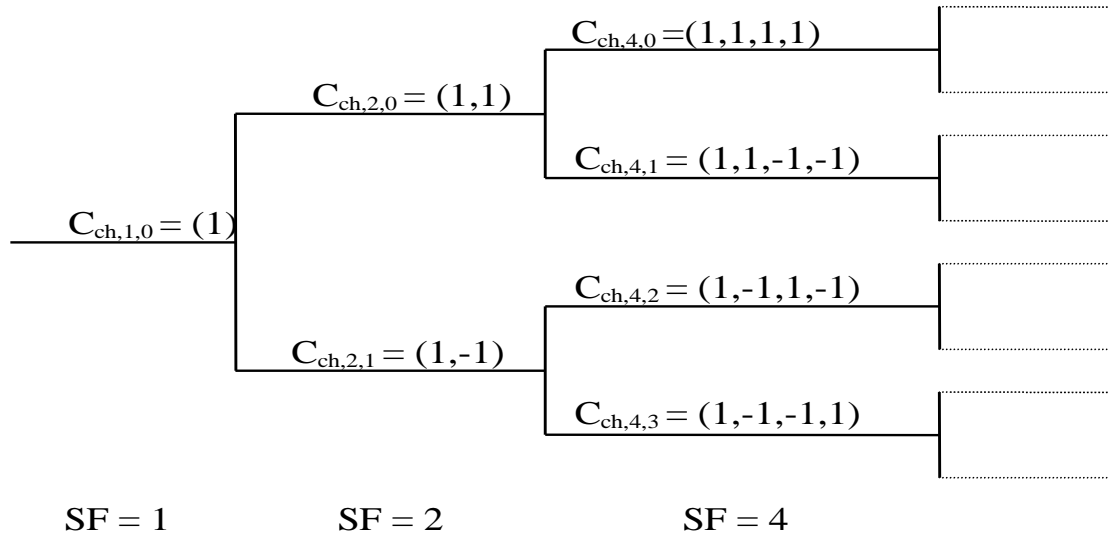 C_ch,4,0 =(1,1,1,1)
C_ch,2,0 = (1,1)
C_ch,4,1 = (1,1,-1,-1)
C_ch,1,0 = (1)
C_ch,4,2 = (1,-1,1,-1)
C_ch,2,1 = (1,-1)
C_ch,4,3 = (1,-1,-1,1)
SF = 1 SF = 2 SF = 4